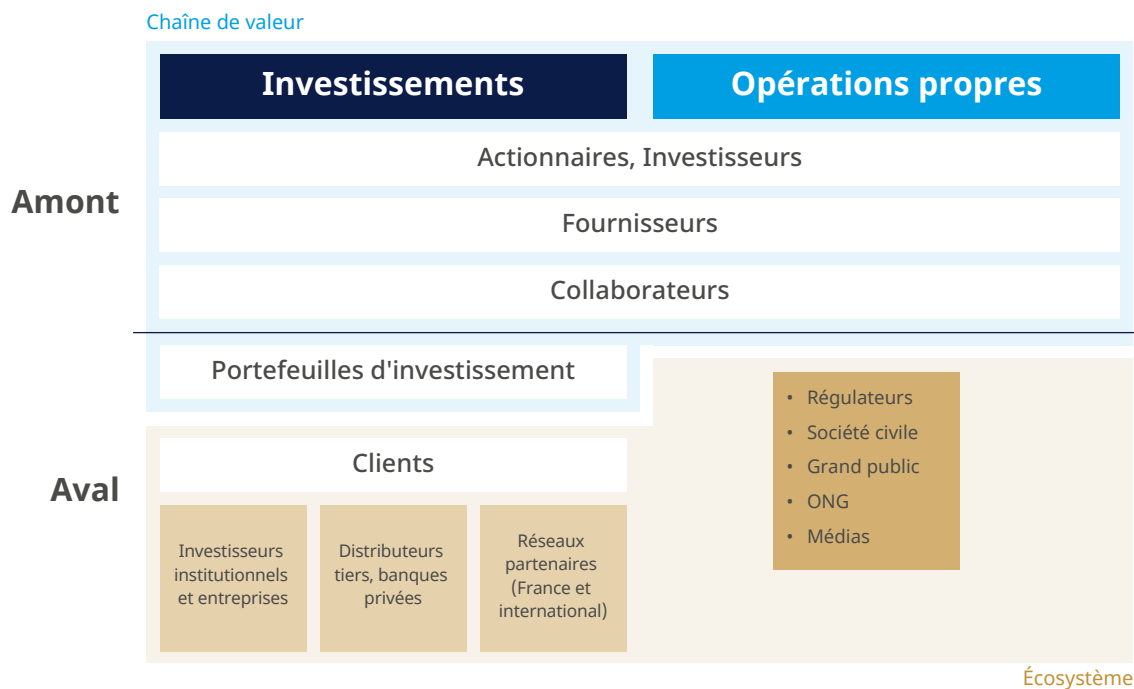 Chaîne de valeur
Investissements
Opérations propres
Amont
Actionnaires, Investisseurs
Fournisseurs
Collaborateurs
Portefeuilles d'investissement
Aval
Clients
Investisseurs
institutionnels
et entreprises
Distributeurs
tiers, banques
privées
Réseaux
partenaires
(France et
international)
• Régulateurs
• Société civile
• Grand public
• ONG
• Médias
Écosystème